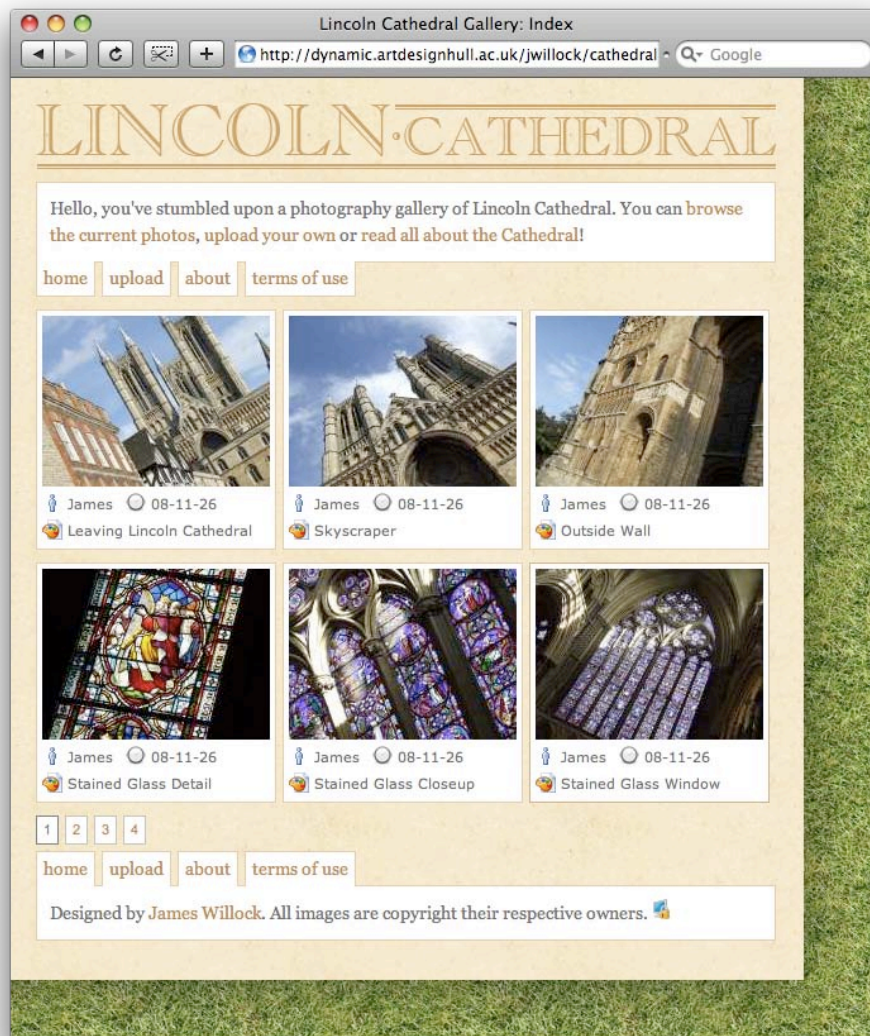 Lincoln Cathedral Gallery: Index
http://dynamic.artdesignhull.ac.uk/jwillock/cathedral
Google
LINCOLN·CATHEDRAL
Hello, you've stumbled upon a photography gallery of Lincoln Cathedral. You can browse
the current photos, upload your own or read all about the Cathedral!
home upload about terms of use
James 08-11-26 James 08-11-26 James 08-11-26
Leaving Lincoln Cathedral Skyscraper Outside Wall
James 08-11-26 James 08-11-26 James 08-11-26
Stained Glass Detail Stained Glass Closeup Stained Glass Window
1 2 3 4
home upload about terms of use
Designed by James Willock. All images are copyright their respective owners.